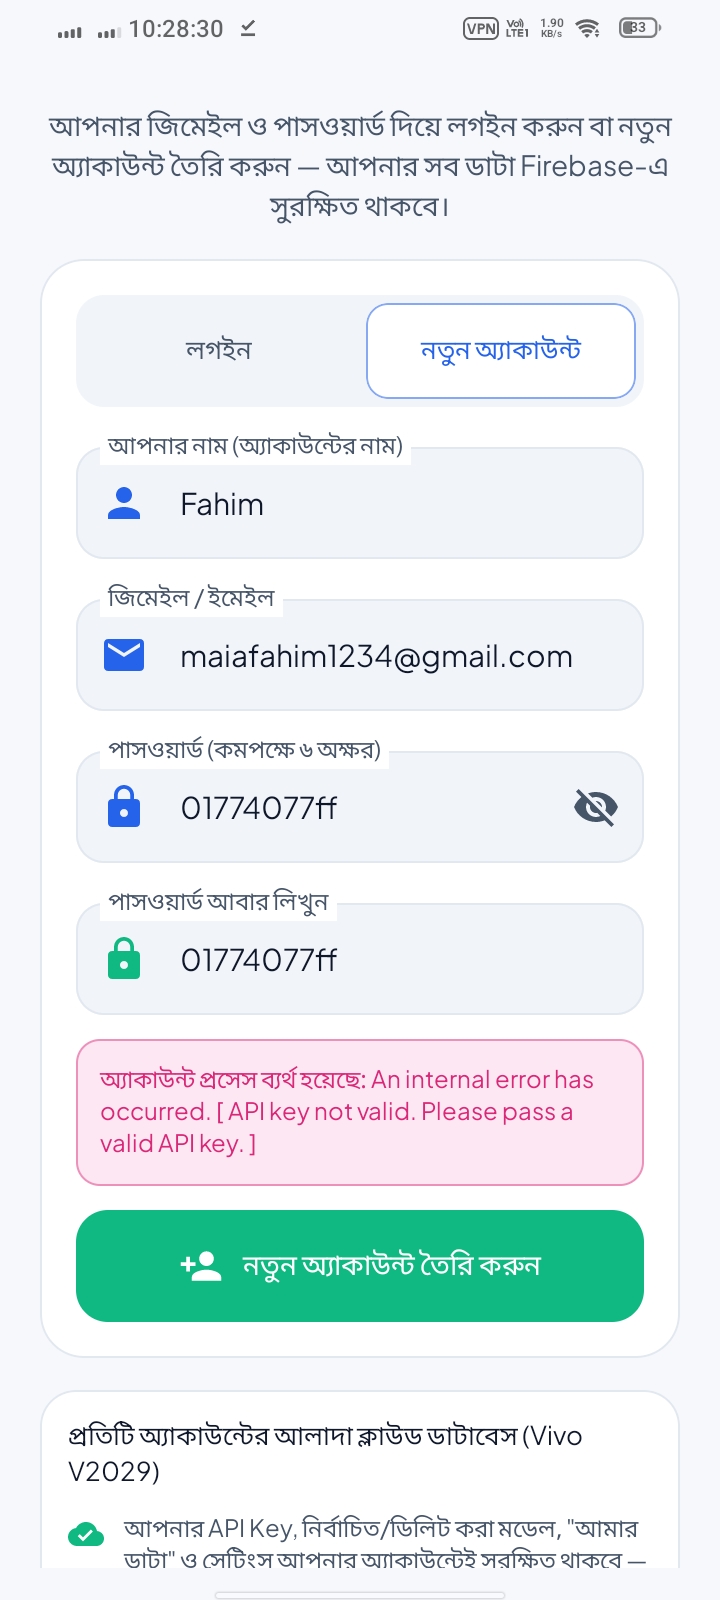 10:28:30
VPN
Vo)) LTE1
1.90 KB/s
33
আপনার জিমেইল ও পাসওয়ার্ড দিয়ে লগইন করুন বা নতুন
অ্যাকাউন্ট তৈরি করুন — আপনার সব ডাটা Firebase-এ
সুরক্ষিত থাকবে।
লগইন
নতুন অ্যাকাউন্ট
আপনার নাম (অ্যাকাউন্টের নাম)
Fahim
জিমেইল / ইমেইল
maiafahim1234@gmail.com
পাসওয়ার্ড (কমপক্ষে ৬ অক্ষর)
01774077ff
পাসওয়ার্ড আবার লিখুন
01774077ff
অ্যাকাউন্ট প্রসেস ব্যর্থ হয়েছে: An internal error has
occurred. [ API key not valid. Please pass a
valid API key. ]
নতুন অ্যাকাউন্ট তৈরি করুন
প্রতিটি অ্যাকাউন্টের আলাদা ক্লাউড ডাটাবেস (Vivo
V2029)
আপনার API Key, নির্বাচিত/ডিলিট করা মডেল, "আমার
ডাটা" ও সেটিংস আপনার অ্যাকাউন্টেই সুরক্ষিত থাকবে —